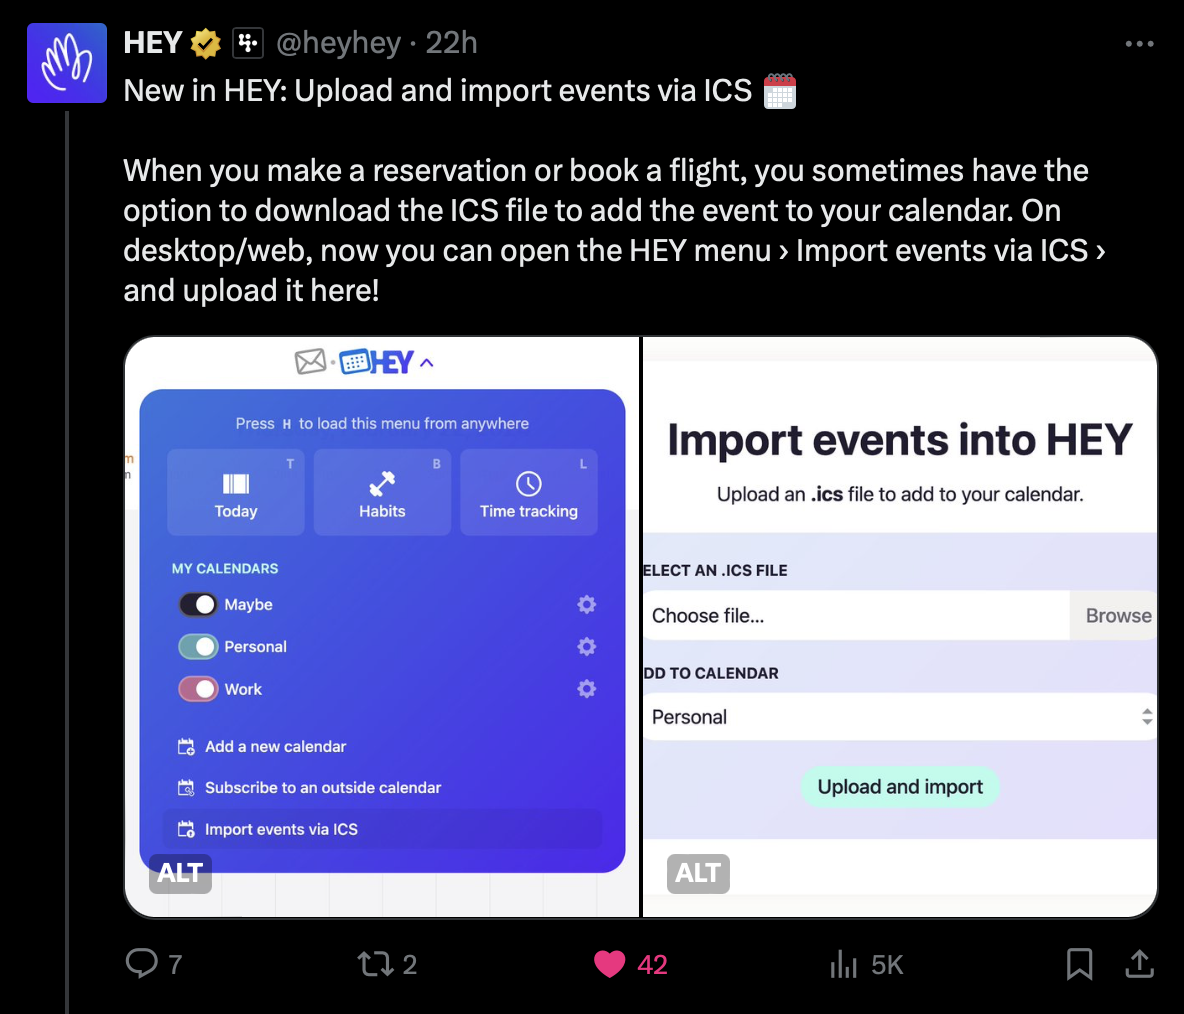 HEY @heyhey · 22h
New in HEY: Upload and import events via ICS
When you make a reservation or book a flight, you sometimes have the
option to download the ICS file to add the event to your calendar. On
desktop/web, now you can open the HEY menu › Import events via ICS ›
and upload it here!
HEY
Press H to load this menu from anywhere
T
Today
B
Habits
L
Time tracking
m
n
MY CALENDARS
Maybe
Personal
Work
Add a new calendar
Subscribe to an outside calendar
Import events via ICS
ALT
Import events into HEY
Upload an .ics file to add to your calendar.
ELECT AN .ICS FILE
Choose file...
Browse
DD TO CALENDAR
Personal
Upload and import
ALT
7
2
42
5K